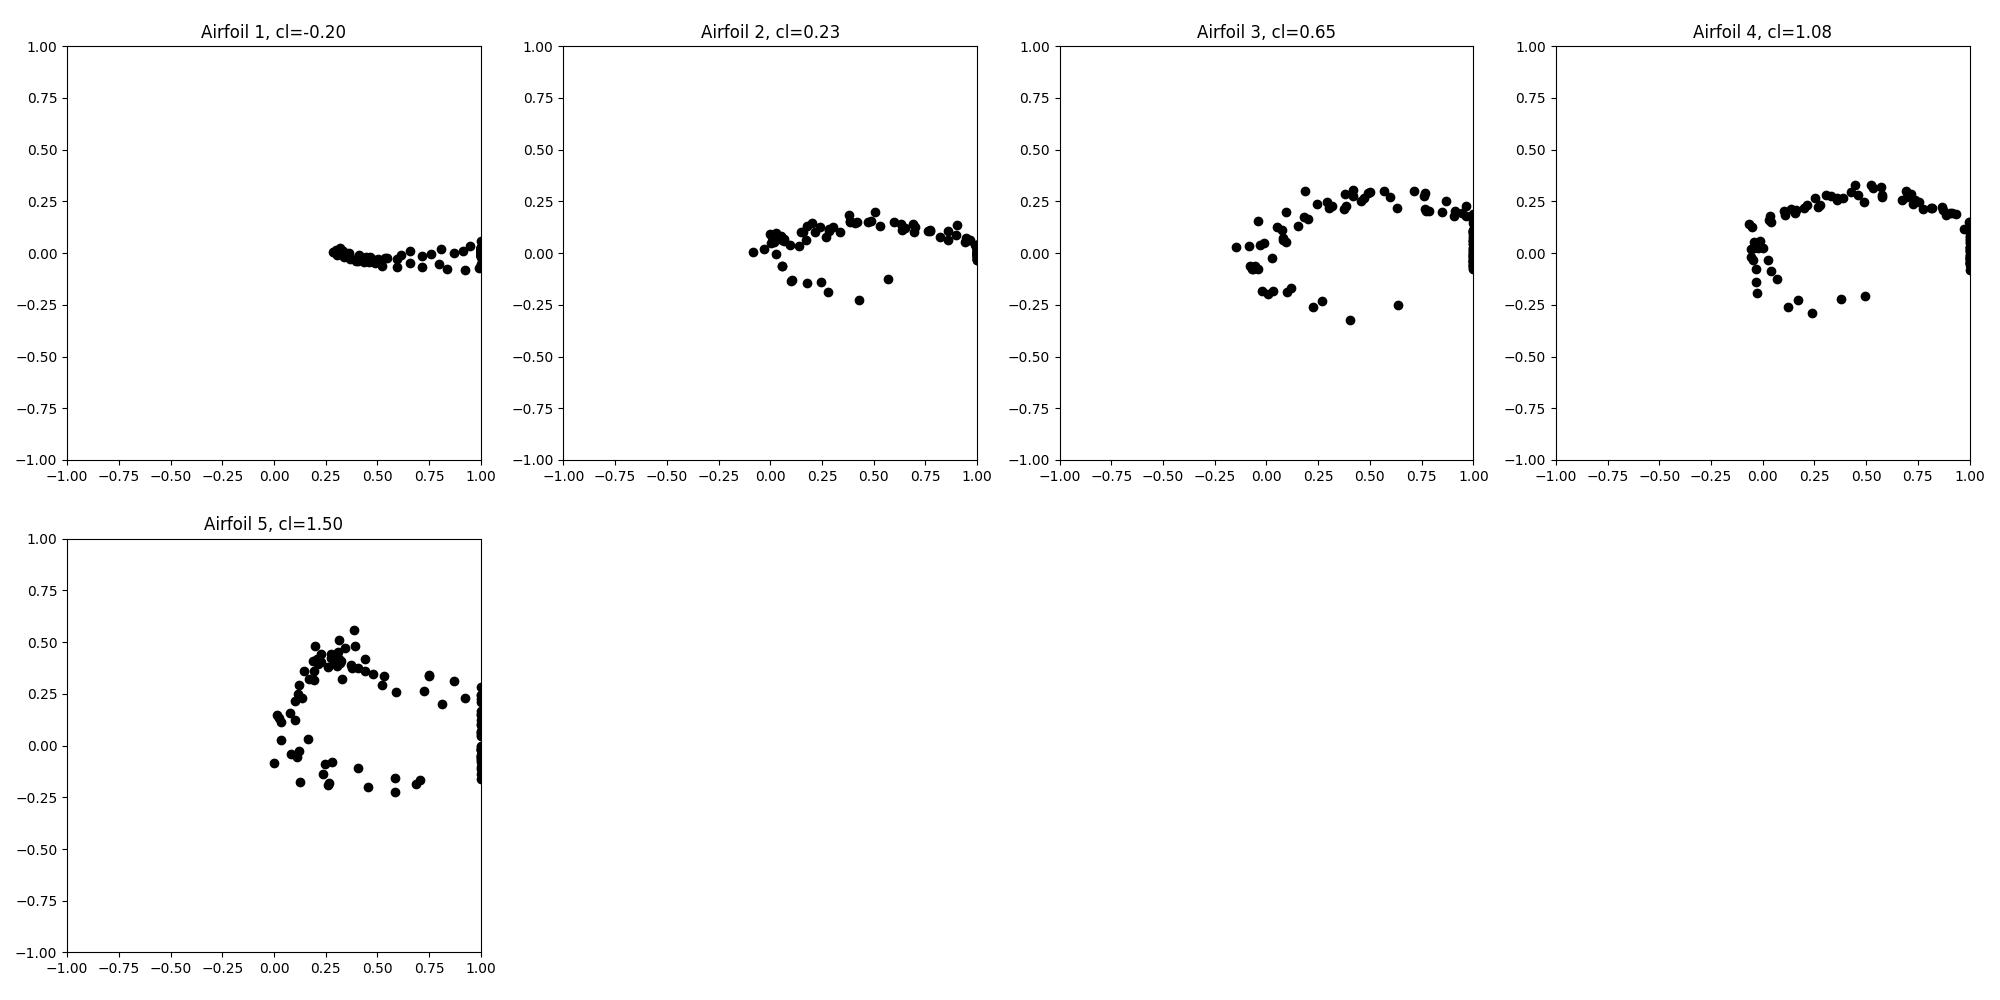 Airfoil 1, cl=-0.20
Airfoil 2, cl=0.23
Airfoil 3, cl=0.65
Airfoil 4, cl=1.08
1.00 1.00 1.00 1.00
0.75 0.75 0.75 0.75
0.50 0.50 0.50 0.50
0.25 0.25 0.25 0.25
0.00 0.00 0.00 0.00
−0.25 −0.25 −0.25 −0.25
−0.50 −0.50 −0.50 −0.50
−0.75 −0.75 −0.75 −0.75
−1.00 −1.00 −1.00 −1.00
−1.00 −0.75 −0.50 −0.25 0.00 0.25 0.50 0.75 1.00
−1.00 −0.75 −0.50 −0.25 0.00 0.25 0.50 0.75 1.00
−1.00 −0.75 −0.50 −0.25 0.00 0.25 0.50 0.75 1.00
−1.00 −0.75 −0.50 −0.25 0.00 0.25 0.50 0.75 1.00
Airfoil 5, cl=1.50
1.00
0.75
0.50
0.25
0.00
−0.25
−0.50
−0.75
−1.00
−1.00 −0.75 −0.50 −0.25 0.00 0.25 0.50 0.75 1.00